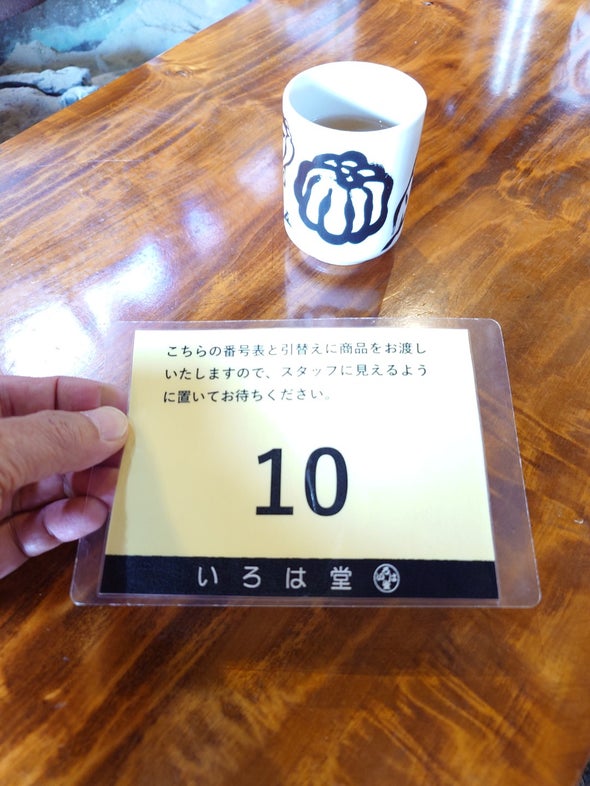 こちらの番号表と引替えに商品をお渡し
いたしますので、スタッフに見えるよう
に置いてお待ちください。
10
いろは堂